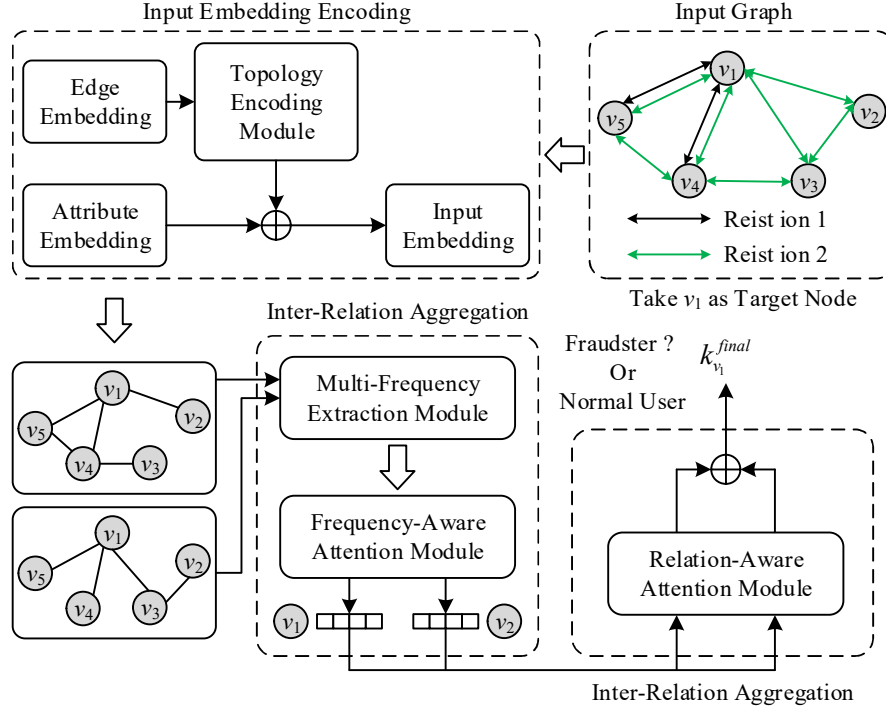 Input Embedding Encoding
Edge
Embedding
Topology
Encoding
Module
Attribute
Embedding
Input
Embedding
Input Graph
v1
v2
v5
v4
v3
Reist ion 1
Reist ion 2
Take v1 as Target Node
v1
v2
v5
v4
v3
v1
v2
v5
v4
v3
Inter-Relation Aggregation
Multi-Frequency
Extraction Module
Frequency-Aware
Attention Module
v1
v2
Fraudster ?
Or
Normal User
k_{v1}^{final}
Relation-Aware
Attention Module
Inter-Relation Aggregation